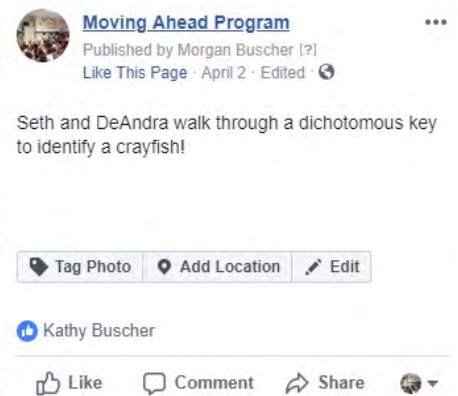 Moving Ahead Program
Published by Morgan Buscher [?]
Like This Page · April 2 · Edited ·
Seth and DeAndra walk through a dichotomous key
to identify a crayfish!
Tag Photo Add Location Edit
Kathy Buscher
Like Comment Share